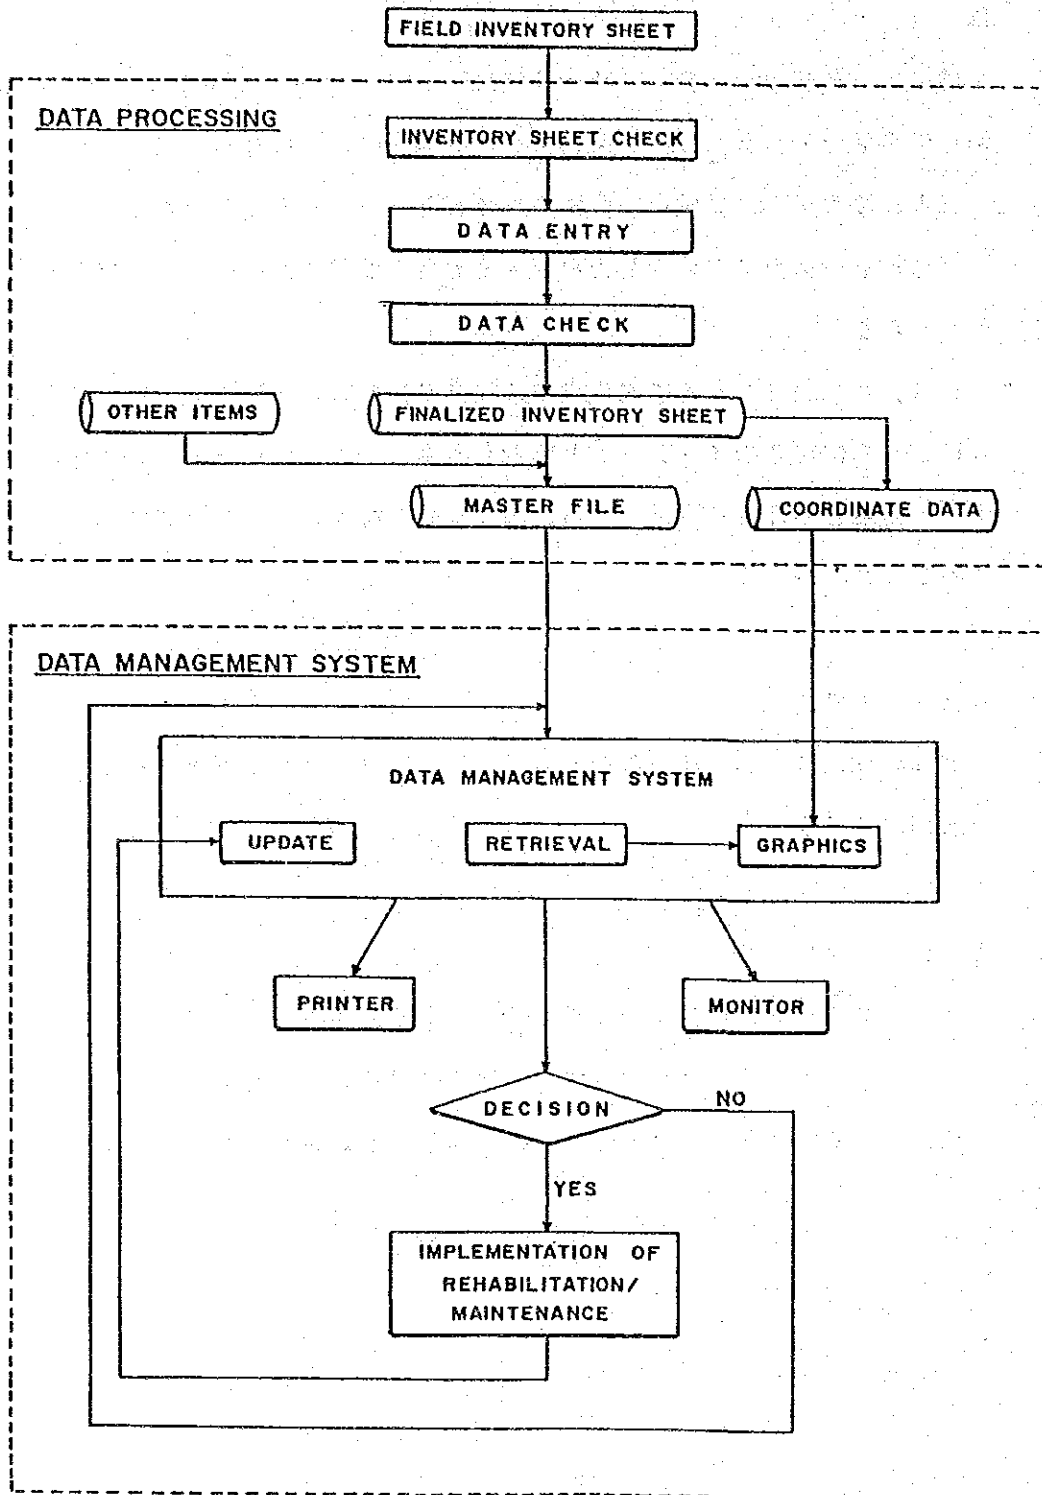 FIELD INVENTORY SHEET
DATA PROCESSING
INVENTORY SHEET CHECK
DATA ENTRY
DATA CHECK
OTHER ITEMS
FINALIZED INVENTORY SHEET
MASTER FILE
COORDINATE DATA
DATA MANAGEMENT SYSTEM
DATA MANAGEMENT SYSTEM
UPDATE
RETRIEVAL
GRAPHICS
PRINTER
MONITOR
DECISION
NO
YES
IMPLEMENTATION OF
REHABILITATION/
MAINTENANCE